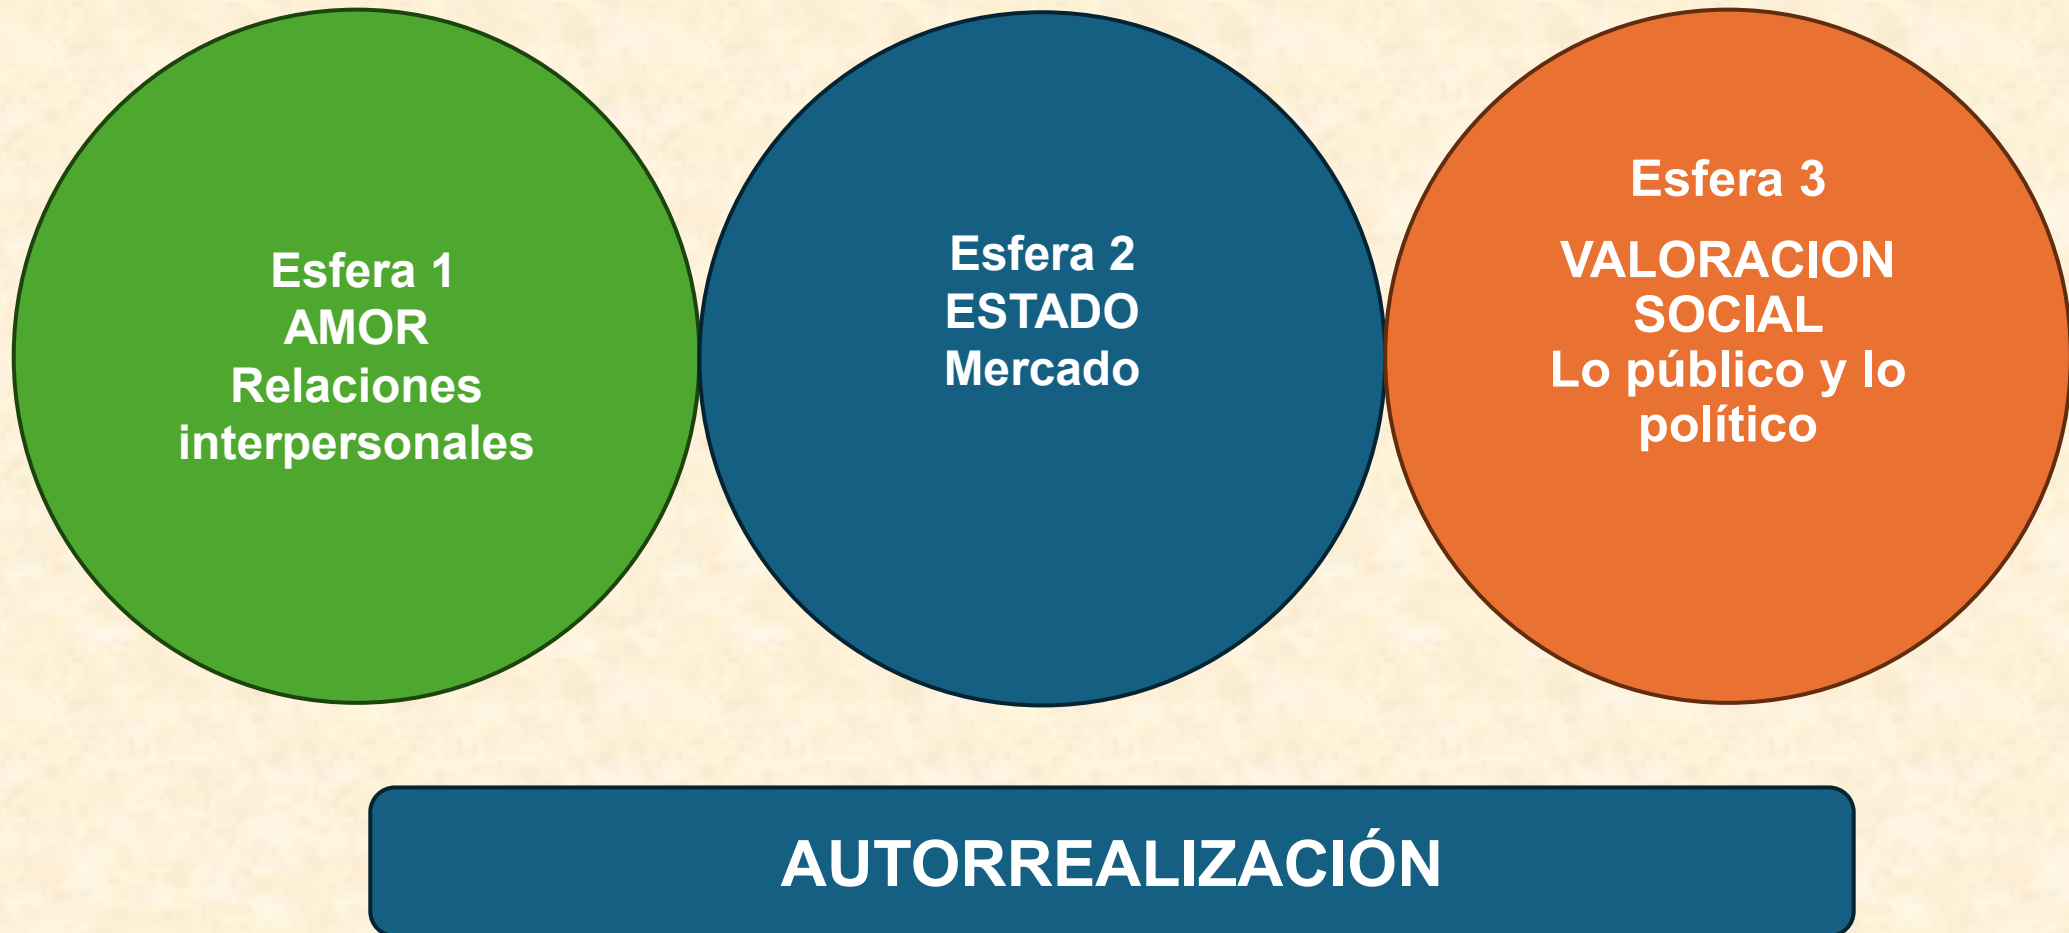 Esfera 1
AMOR
Relaciones
interpersonales
Esfera 2
ESTADO
Mercado
Esfera 3
VALORACION
SOCIAL
Lo público y lo
político
AUTORREALIZACIÓN